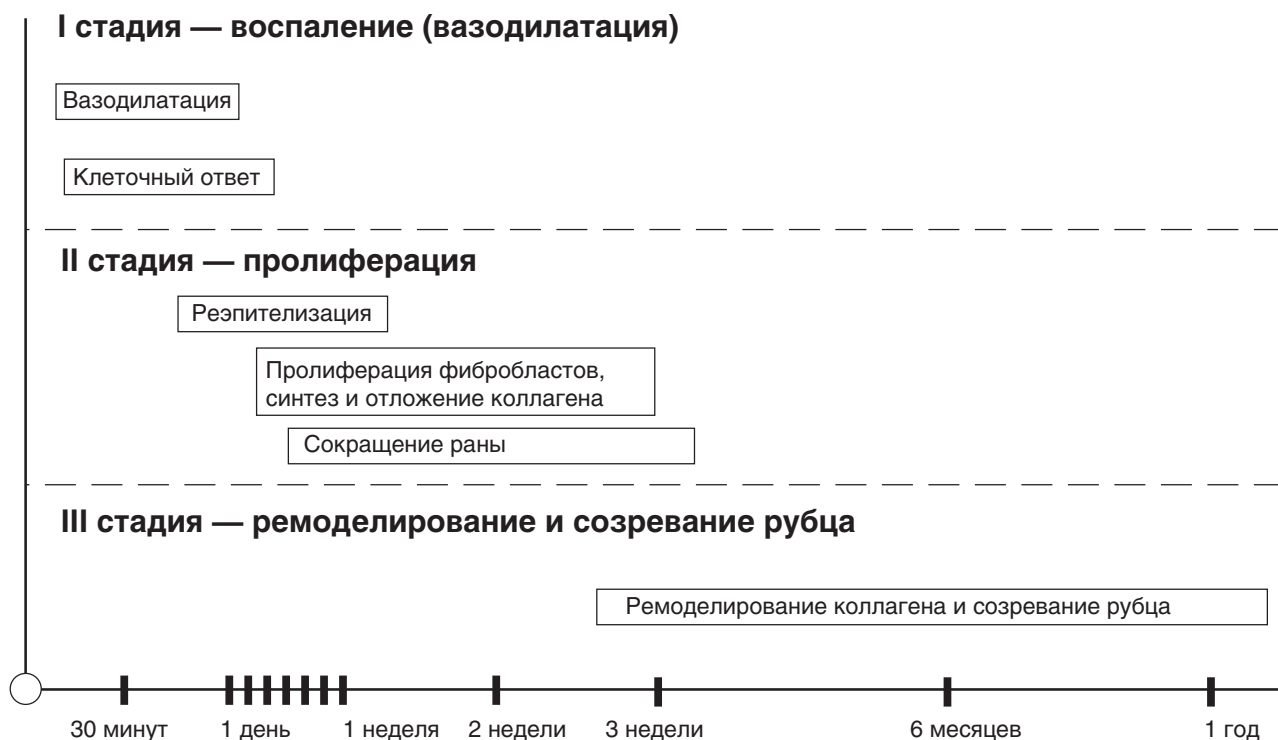 I стадия — воспаление (вазодилатация)
Вазодилатация
Клеточный ответ
II стадия — пролиферация
Реэпителизация
Пролиферация фибробластов,
синтез и отложение коллагена
Сокращение раны
III стадия — ремоделирование и созревание рубца
Ремоделирование коллагена и созревание рубца
30 минут 1 день 1 неделя 2 недели 3 недели 6 месяцев 1 год